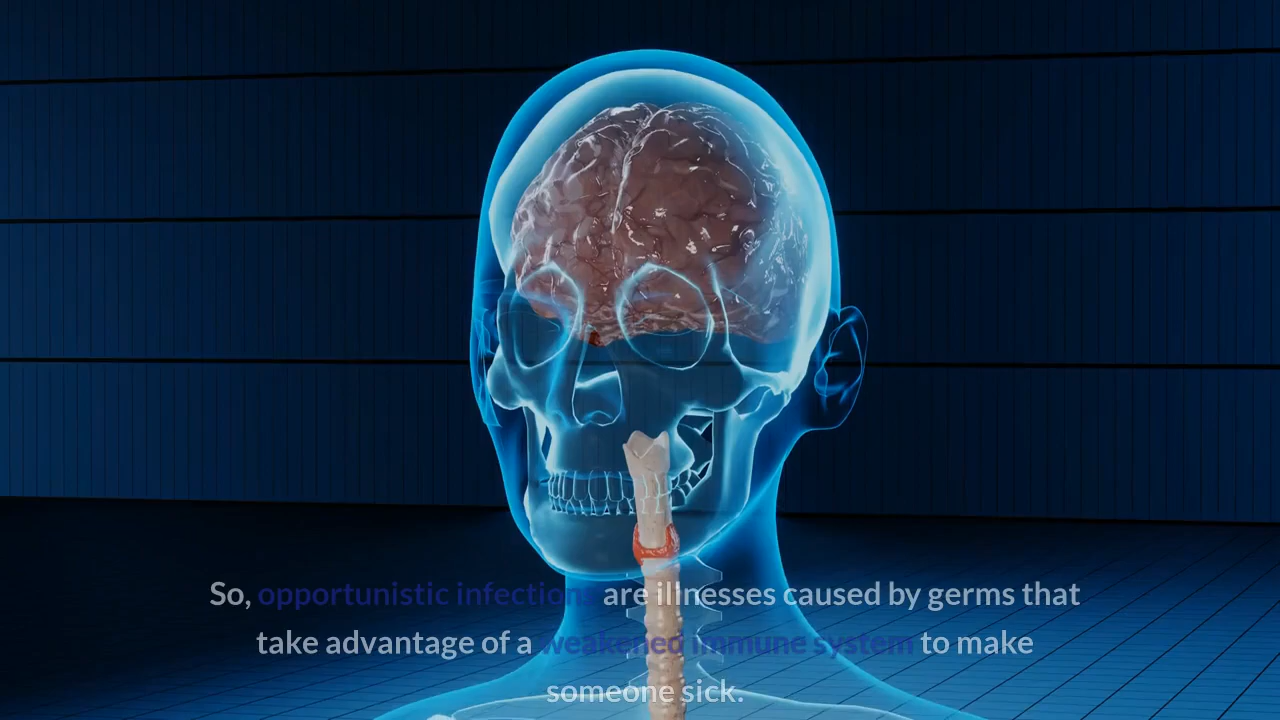 So, opportunistic infections are illnesses caused by germs that
take advantage of a weakened immune system to make
someone sick.